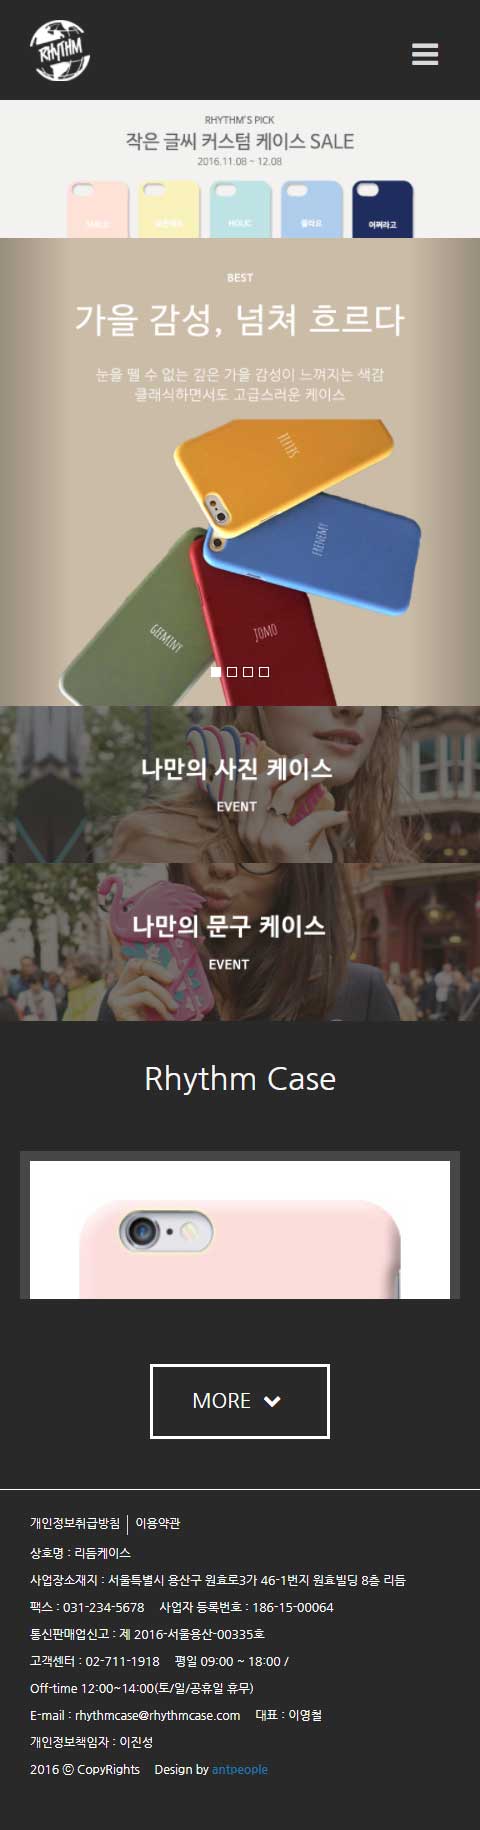 RHYTHM
RHYTHM'S PICK
작은 글씨 커스텀 케이스 SALE
2016.11.08 ~ 12.08
HOLIC
몰라요
어쩌라고
BEST
가을 감성, 넘쳐 흐르다
눈을 뗄 수 없는 깊은 가을 감성이 느껴지는 색감
클래식하면서도 고급스러운 케이스
FRENEMY
GEEMINY
JOMO
나만의 사진 케이스
EVENT
나만의 문구 케이스
EVENT
Rhythm Case
MORE
개인정보취급방침 | 이용약관
상호명 : 리듬케이스
사업장소재지 : 서울특별시 용산구 원효로3가 46-1번지 원효빌딩 8층 리듬
팩스 : 031-234-5678 사업자 등록번호 : 186-15-00064
통신판매업신고 : 제 2016-서울용산-00335호
고객센터 : 02-711-1918 평일 09:00 ~ 18:00 /
Off-time 12:00~14:00(토/일/공휴일 휴무)
E-mail : rhythmcase@rhythmcase.com 대표 : 이영철
개인정보책임자 : 이진성
2016 ⓒ CopyRights Design by antpeople